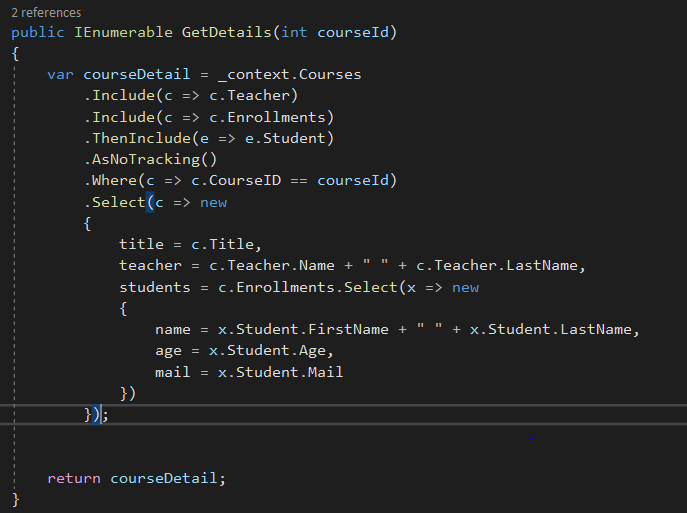 2 references
public IEnumerable GetDetails(int courseId)
{
    var courseDetail = _context.Courses
        .Include(c => c.Teacher)
        .Include(c => c.Enrollments)
        .ThenInclude(e => e.Student)
        .AsNoTracking()
        .Where(c => c.CourseID == courseId)
        .Select(c => new
        {
            title = c.Title,
            teacher = c.Teacher.Name + " " + c.Teacher.LastName,
            students = c.Enrollments.Select(x => new
            {
                name = x.Student.FirstName + " " + x.Student.LastName,
                age = x.Student.Age,
                mail = x.Student.Mail
            })
        });
    return courseDetail;
}